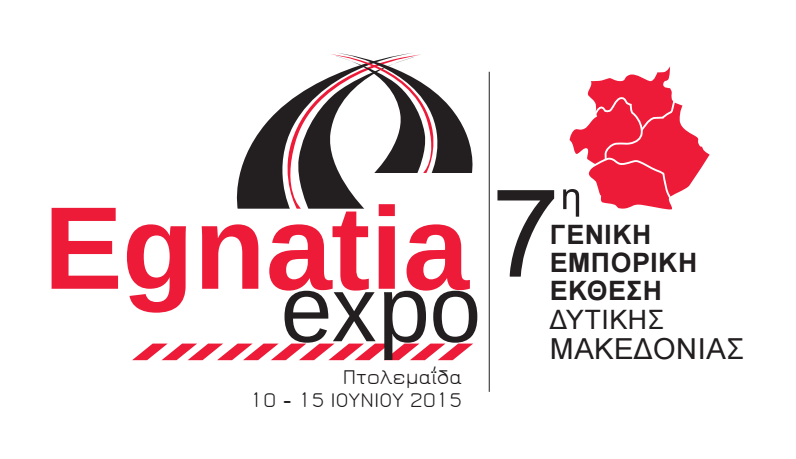 Egnatia
expo
Πτολεμαΐδα
10 - 15 ΙΟΥΝΙΟΥ 2015
7η
ΓΕΝΙΚΗ
ΕΜΠΟΡΙΚΗ
ΕΚΘΕΣΗ
ΔΥΤΙΚΗΣ
ΜΑΚΕΔΟΝΙΑΣ